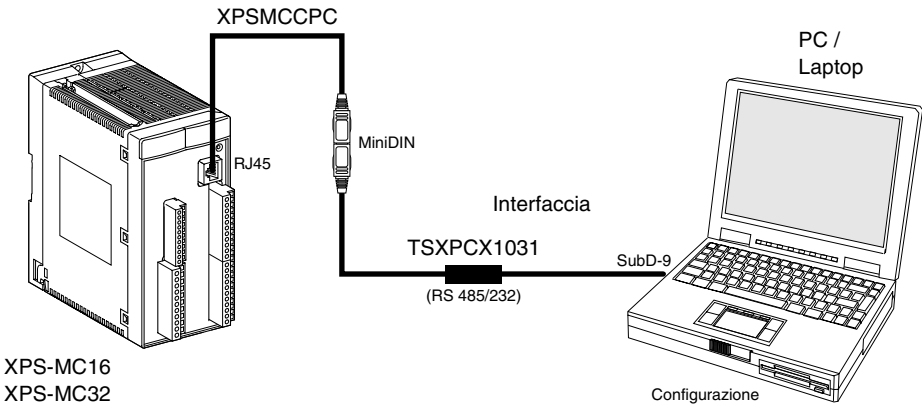 XPSMCCPC
PC /
Laptop
RJ45
MiniDIN
Interfaccia
TSXPCX1031
SubD-9
(RS 485/232)
XPS-MC16
XPS-MC32
Configurazione